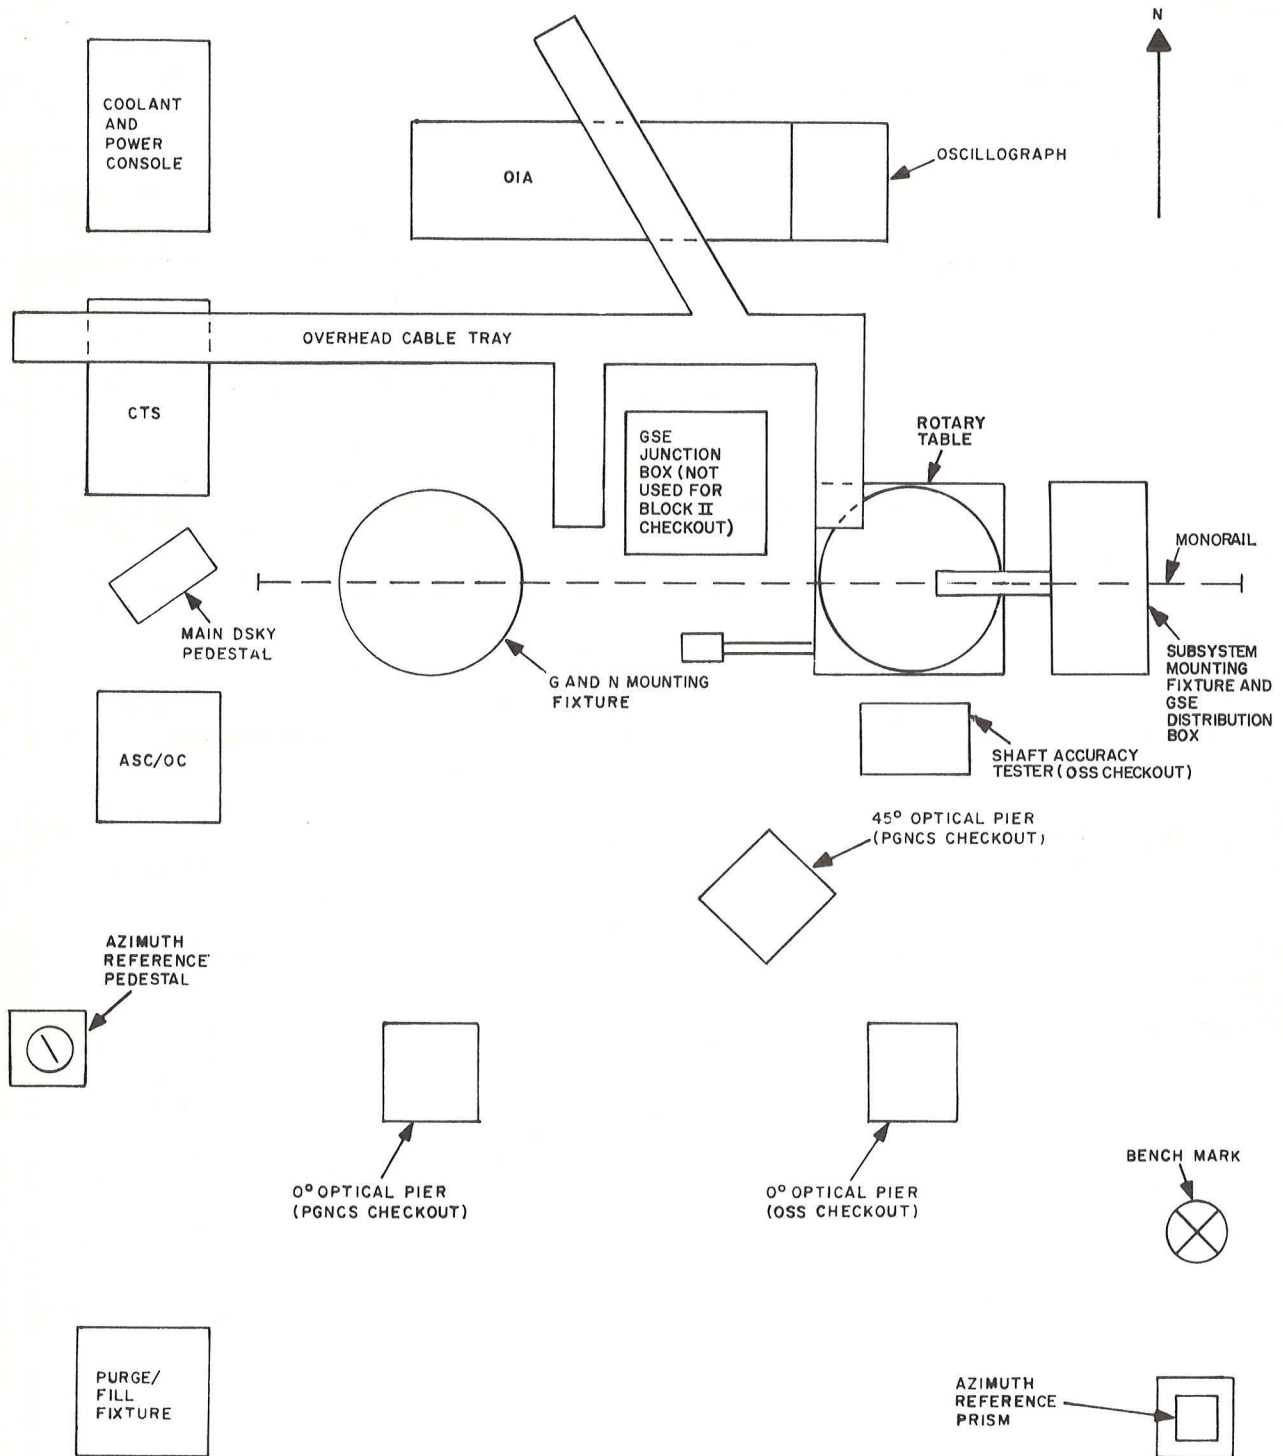 N
COOLANT
AND
POWER
CONSOLE
OIA
OSCILLOGRAPH
OVERHEAD CABLE TRAY
CTS
GSE
JUNCTION
BOX (NOT
USED FOR
BLOCK II
CHECKOUT)
ROTARY
TABLE
MONORAIL
MAIN DSKY
PEDESTAL
G AND N MOUNTING
FIXTURE
SUBSYSTEM
MOUNTING
FIXTURE AND
GSE
DISTRIBUTION
BOX
ASC/OC
SHAFT ACCURACY
TESTER (OSS CHECKOUT)
45° OPTICAL PIER
(PGNCS CHECKOUT)
AZIMUTH
REFERENCE
PEDESTAL
0° OPTICAL PIER
(PGNCS CHECKOUT)
0° OPTICAL PIER
(OSS CHECKOUT)
BENCH MARK
PURGE/
FILL
FIXTURE
AZIMUTH
REFERENCE
PRISM